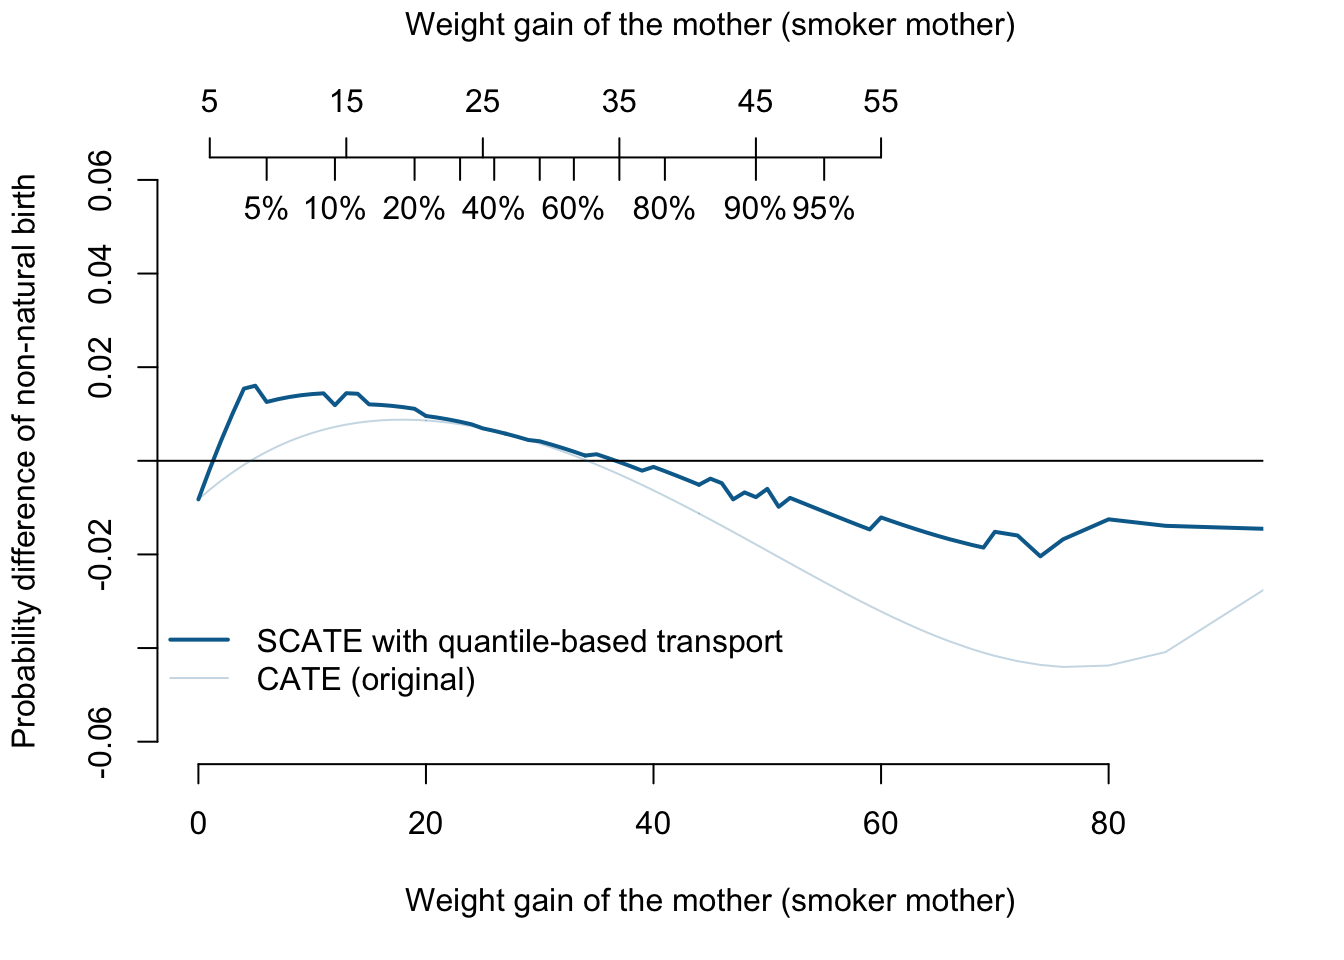 Weight gain of the mother (smoker mother)
5 15 25 35 45 55
5% 10% 20% 40% 60% 80% 90% 95%
Probability difference of non-natural birth
0.06
0.04
0.02
-0.02
-0.06
SCATE with quantile-based transport
CATE (original)
0 20 40 60 80
Weight gain of the mother (smoker mother)